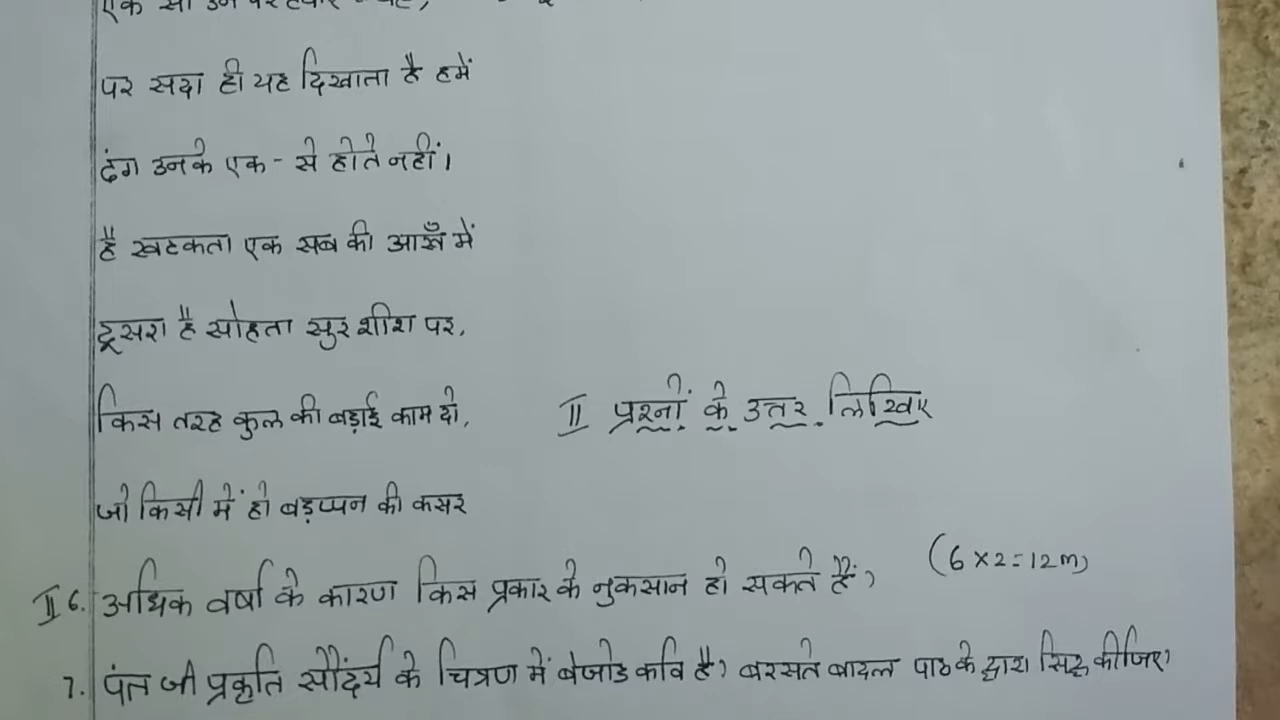 पर सदा ही यह दिखाता है हमें
ढंग उनके एक-से होते नहीं।
है खटकता एक सब की आखँ में
दूसरा है सोहता सुर शीश पर,
किस तरह कुल की बड़ाई काम दो,
II प्रश्नों के उत्तर लिखिए
जो किसी में हो बड़प्पन की कसर
(6×2=12m)
II 6. अधिक वर्षा के कारण किस प्रकार के नुकसान हो सकते हैं?
7. पंत जी प्रकृति सौंदर्य के चित्रण में बेजोड कवि है? बरसते बादल पाठ के द्वारा सिद्ध कीजिए?